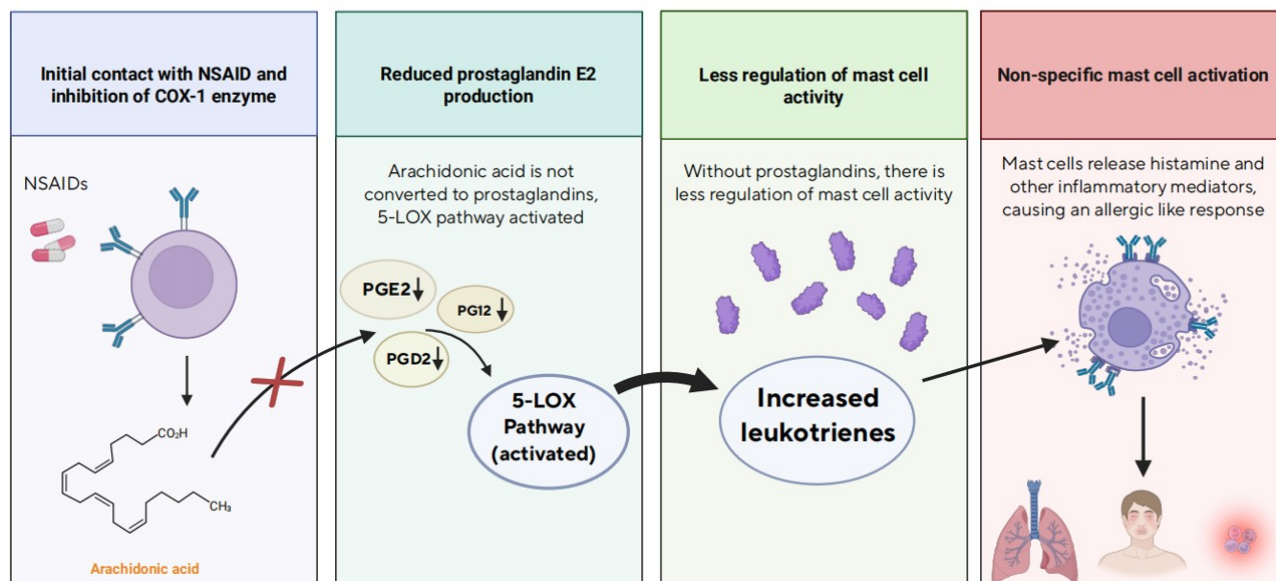 Initial contact with NSAID and
inhibition of COX-1 enzyme
NSAIDs
CO₂H
CH₃
Arachidonic acid
Reduced prostaglandin E2
production
Arachidonic acid is not
converted to prostaglandins,
5-LOX pathway activated
PGE2
PG12
PGD2
5-LOX
Pathway
(activated)
Less regulation of mast cell
activity
Without prostaglandins, there is
less regulation of mast cell activity
Increased
leukotrienes
Non-specific mast cell activation
Mast cells release histamine and
other inflammatory mediators,
causing an allergic like response